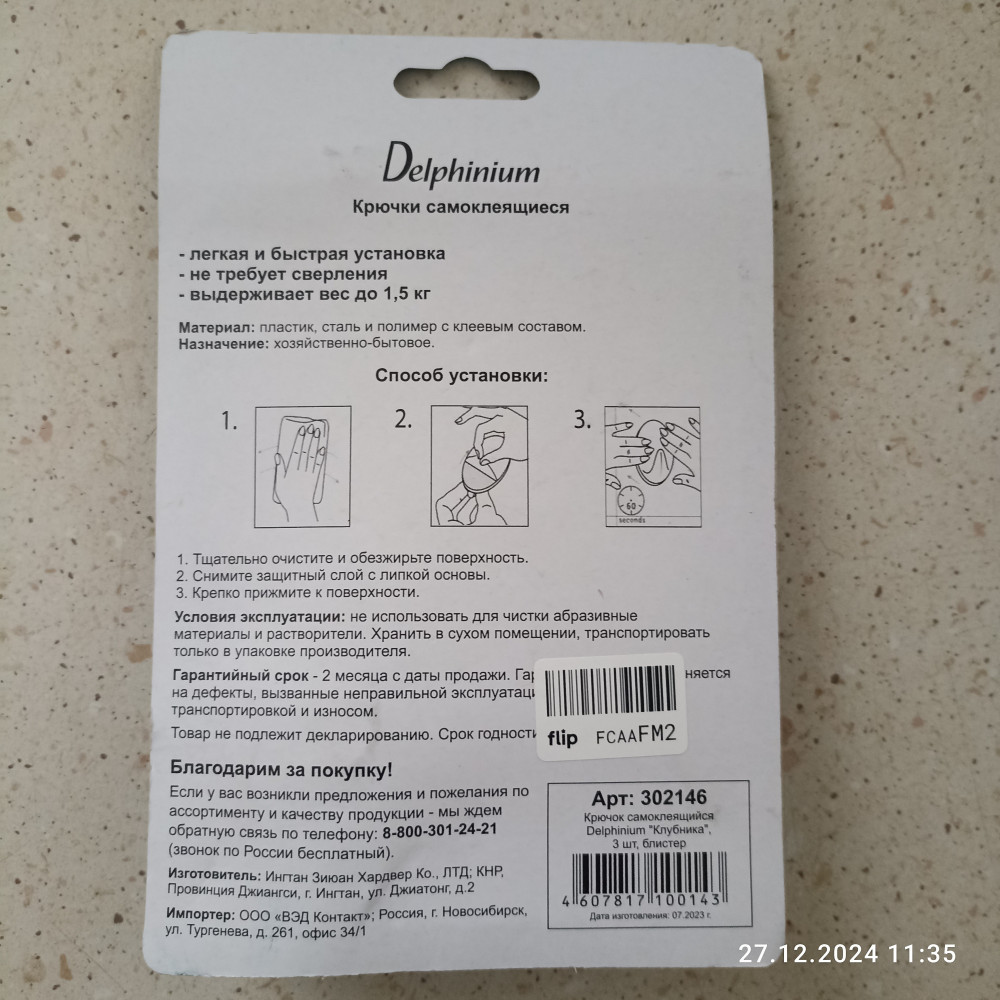 Delphinium
Крючки самоклеящиеся
- легкая и быстрая установка
- не требует сверления
- выдерживает вес до 1,5 кг
Материал: пластик, сталь и полимер с клеевым составом.
Назначение: хозяйственно-бытовое.
Способ установки:
1.
2.
3.
60
seconds
1. Тщательно очистите и обезжирьте поверхность.
2. Снимите защитный слой с липкой основы.
3. Крепко прижмите к поверхности.
Условия эксплуатации: не использовать для чистки абразивные
материалы и растворители. Хранить в сухом помещении, транспортировать
только в упаковке производителя.
Гарантийный срок - 2 месяца с даты продажи.
на дефекты, вызванные неправильной
транспортировкой и износом.
Товар не подлежит декларированию. Срок
flip FCAAFM2
Благодарим за покупку!
Если у вас возникли предложения и пожелания по
ассортименту и качеству продукции - мы ждем
обратную связь по телефону: 8-800-301-24-21
(звонок по России бесплатный).
Изготовитель: Ингтан Зиюан Хардвер Ко., ЛТД; КНР,
Провинция Джиангси, г. Ингтан, ул. Джиатонг, д.2
Импортер: ООО «ВЭД Контакт»; Россия, г. Новосибирск,
ул. Тургенева, д. 261, офис 34/1
Арт: 302146
Крючок самоклеящийся
Delphinium "Клубника",
3 шт, блистер
4 607817 100143
Дата изготовления: 07.2023 г.
27.12.2024 11:35